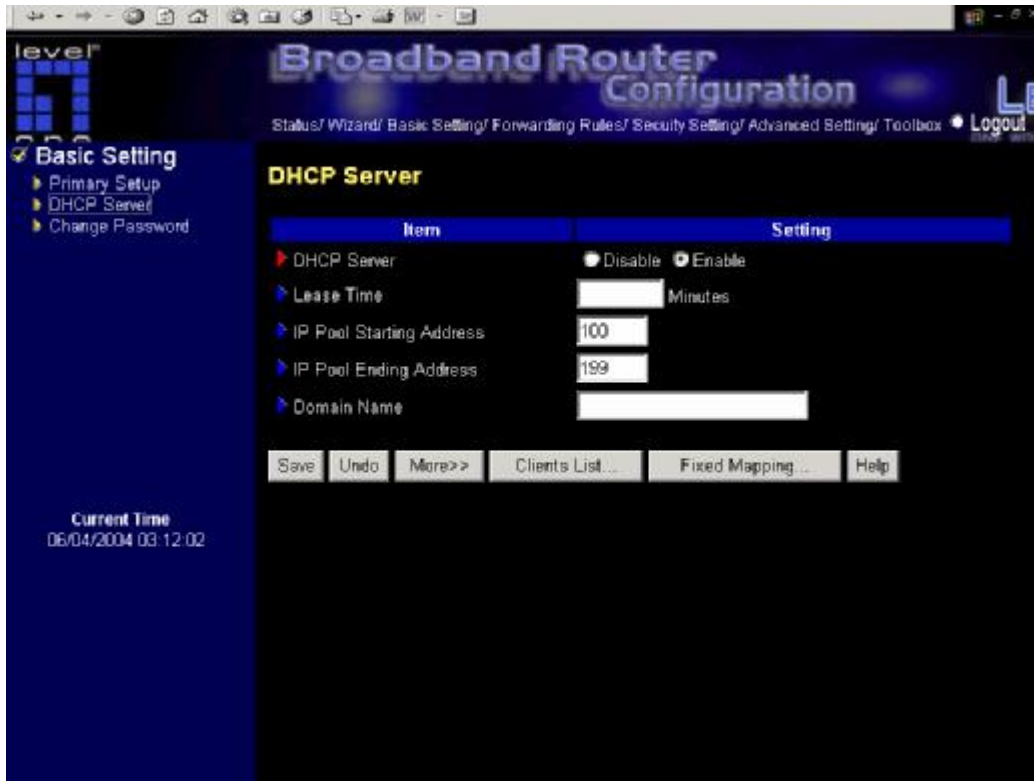 level
one
Broadband Router
Configuration
Status/ Wizard/ Basic Setting/ Forwarding Rules/ Secuity Setting/ Advanced Setting/ Toolbox
Logout
Basic Setting
Primary Setup
DHCP Server
Change Password
DHCP Server
Item Setting
DHCP Server Disable Enable
Lease Time Minutes
IP Pool Starting Address 100
IP Pool Ending Address 199
Domain Name
Save Undo More>> Clients List... Fixed Mapping... Help
Current Time
06/04/2004 03:12:02